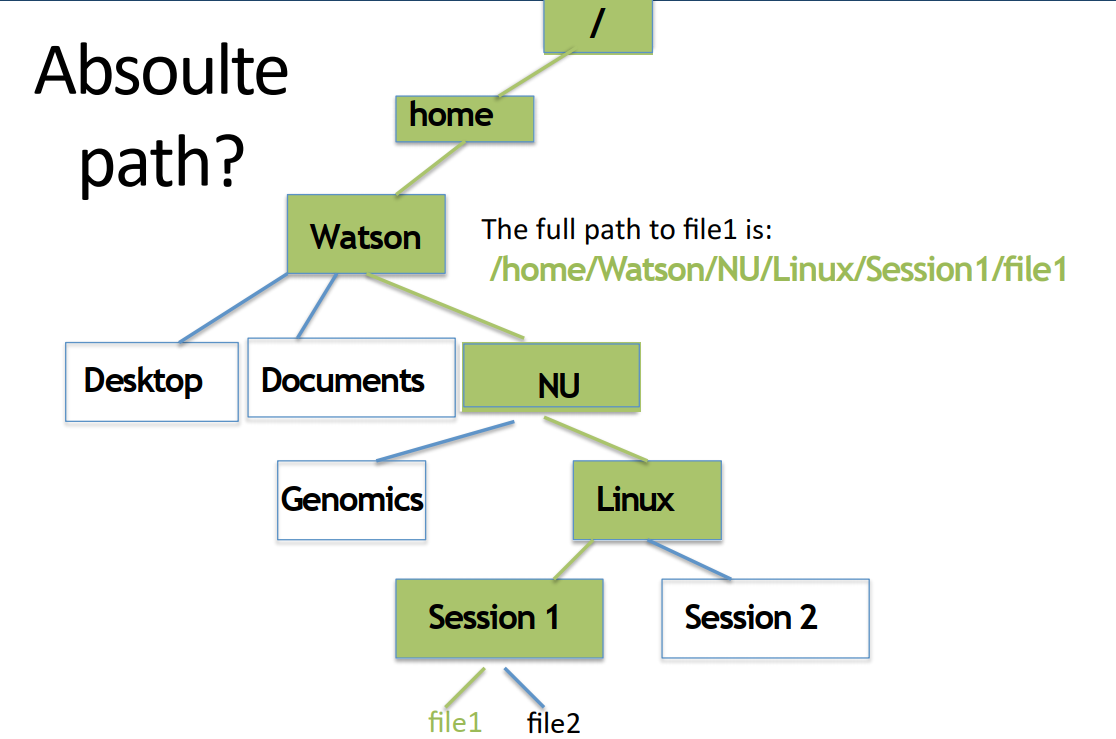 /
Absoulte
path?
home
Watson
The full path to file1 is:
/home/Watson/NU/Linux/Session1/file1
Desktop
Documents
NU
Genomics
Linux
Session 1
Session 2
file1
file2